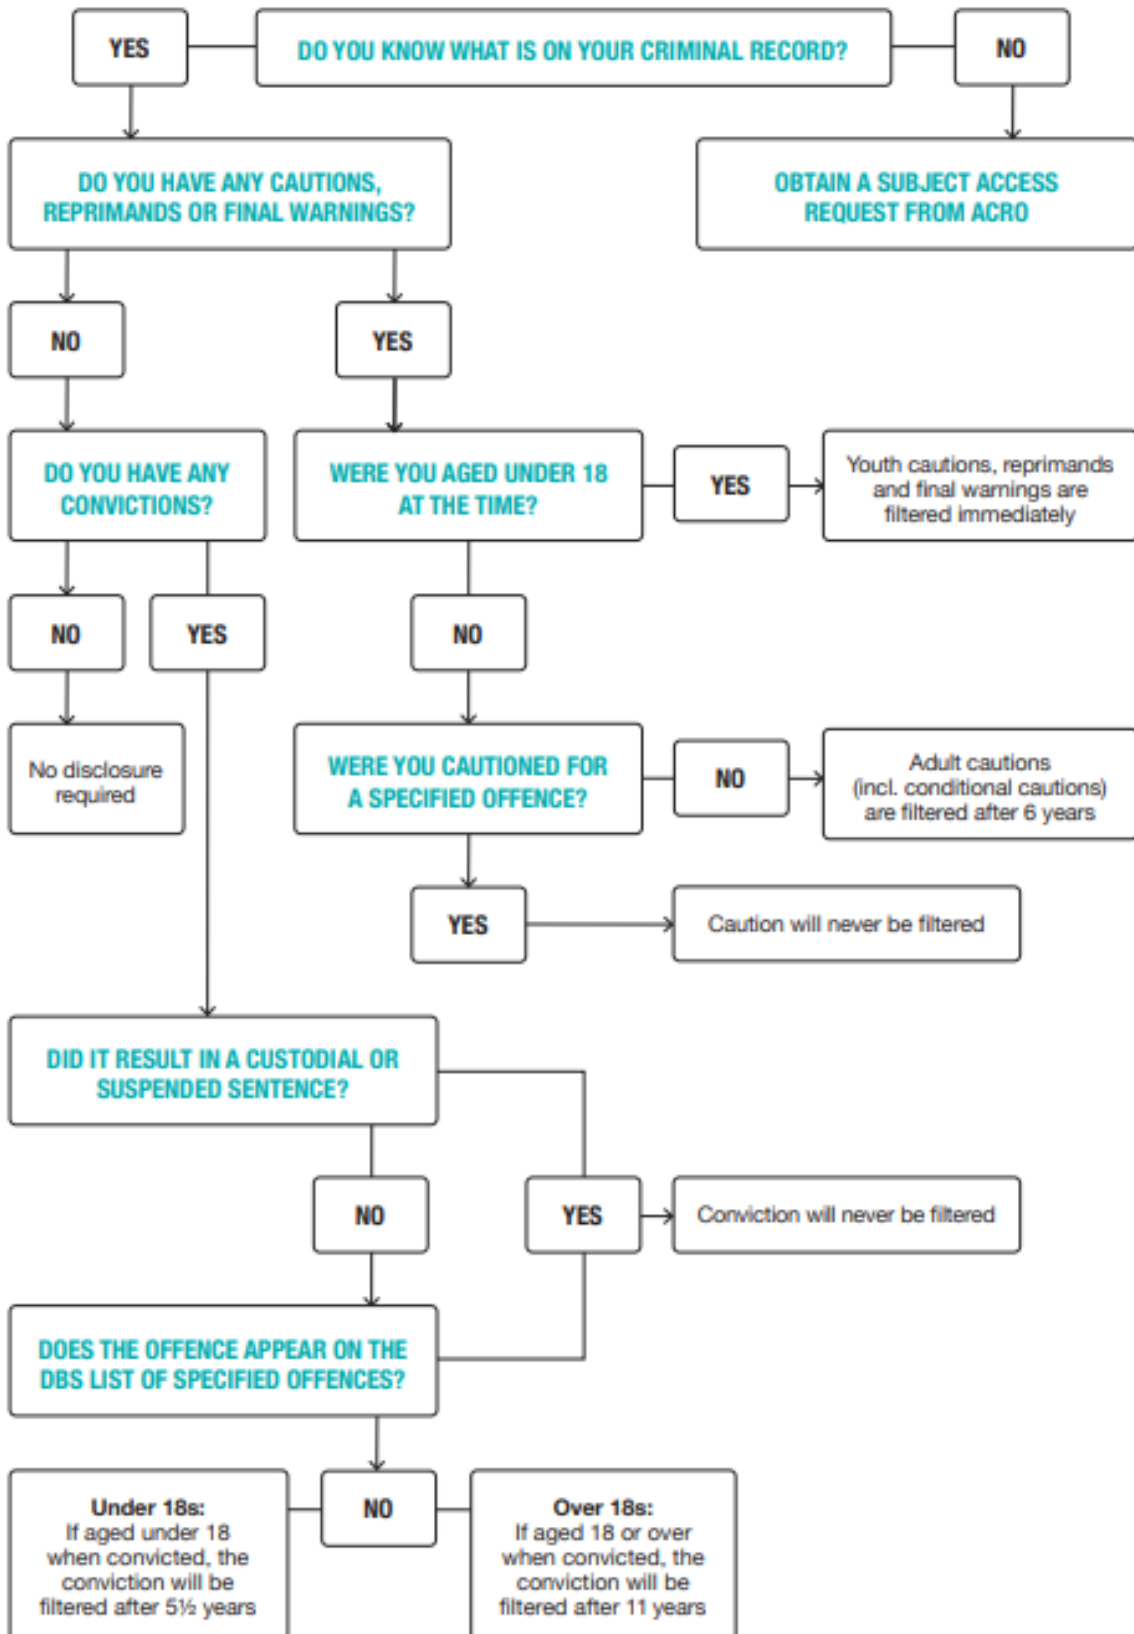 YES
DO YOU KNOW WHAT IS ON YOUR CRIMINAL RECORD?
NO
DO YOU HAVE ANY CAUTIONS,
REPRIMANDS OR FINAL WARNINGS?
OBTAIN A SUBJECT ACCESS
REQUEST FROM ACRO
NO
YES
DO YOU HAVE ANY
CONVICTIONS?
WERE YOU AGED UNDER 18
AT THE TIME?
YES
Youth cautions, reprimands
and final warnings are
filtered immediately
NO
YES
NO
No disclosure
required
WERE YOU CAUTIONED FOR
A SPECIFIED OFFENCE?
NO
Adult cautions
(incl. conditional cautions)
are filtered after 6 years
YES
Caution will never be filtered
DID IT RESULT IN A CUSTODIAL OR
SUSPENDED SENTENCE?
NO
YES
Conviction will never be filtered
DOES THE OFFENCE APPEAR ON THE
DBS LIST OF SPECIFIED OFFENCES?
Under 18s:
If aged under 18
when convicted, the
conviction will be
filtered after 5½ years
NO
Over 18s:
If aged 18 or over
when convicted, the
conviction will be
filtered after 11 years